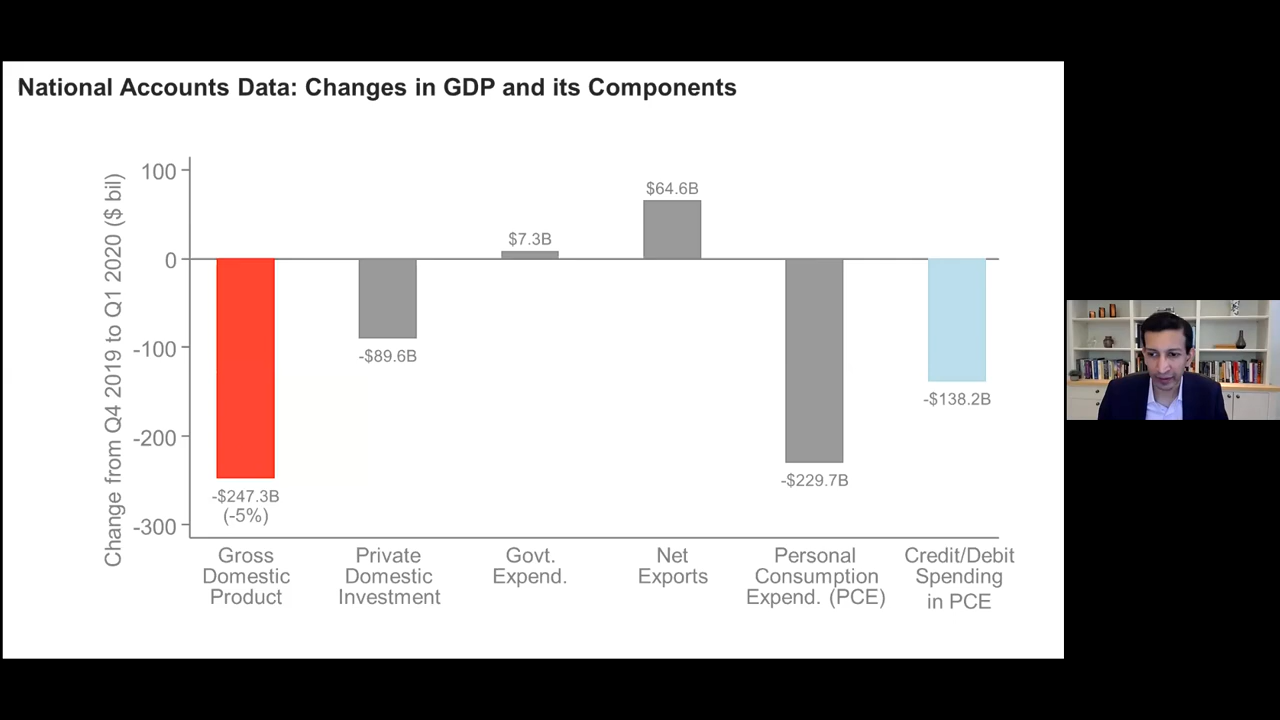 National Accounts Data: Changes in GDP and its Components
Change from Q4 2019 to Q1 2020 ($ bil)
100
0
-100
-200
-300
-$247.3B
(-5%)
-$89.6B
$7.3B
$64.6B
-$229.7B
-$138.2B
Gross
Domestic
Product
Private
Domestic
Investment
Govt.
Expend.
Net
Exports
Personal
Consumption
Expend. (PCE)
Credit/Debit
Spending
in PCE